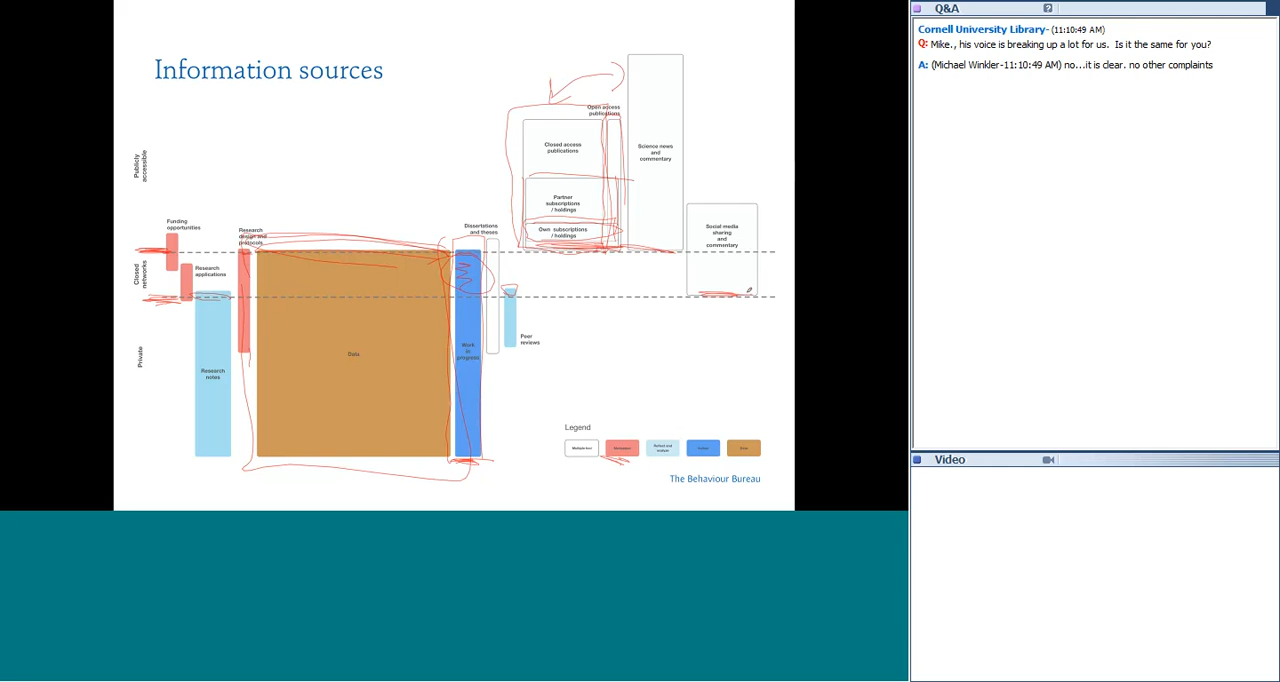 Information sources
Publicly
accessible
Closed
networks
Private
Funding
opportunities
Research
applications
Research
notes
Research
design and
protocols
Data
Work
in
progress
Dissertations
and theses
Peer
reviews
Open access
publications
Closed access
publications
Partner
subscriptions
/ holdings
Own subscriptions
/ holdings
Science news
and
commentary
Social media
sharing
and
commentary
Legend
The Behaviour Bureau
Q&A
Cornell University Library- (11:10:49 AM)
Q: Mike., his voice is breaking up a lot for us. Is it the same for you?
A: (Michael Winkler-11:10:49 AM) no...it is clear. no other complaints
Video